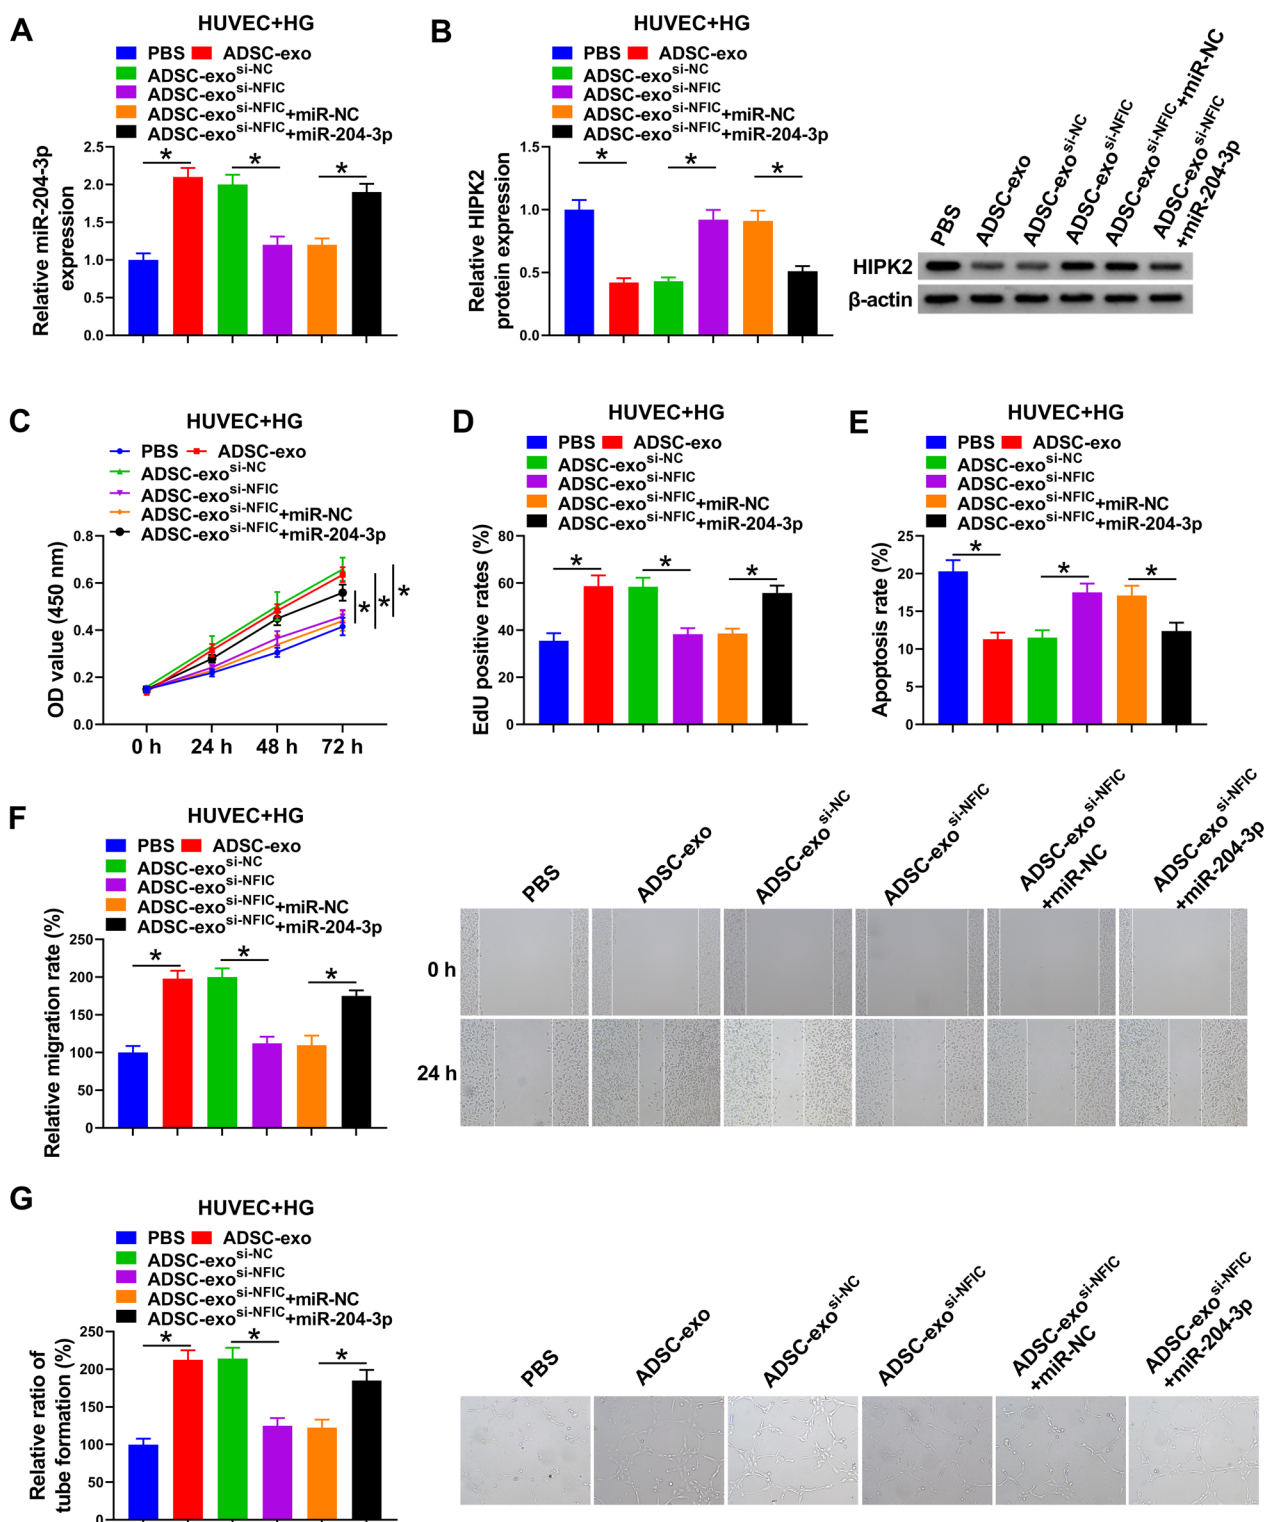 A
HUVEC+HG
PBS ADSC-exo
ADSC-exo^si-NC
ADSC-exo^si-NFIC
ADSC-exo^si-NFIC+miR-NC
ADSC-exo^si-NFIC+miR-204-3p
Relative miR-204-3p
expression
2.5
2.0
1.5
1.0
0.5
0.0
* * *
B
HUVEC+HG
PBS ADSC-exo
ADSC-exo^si-NC
ADSC-exo^si-NFIC
ADSC-exo^si-NFIC+miR-NC
ADSC-exo^si-NFIC+miR-204-3p
Relative HIPK2
protein expression
1.5
1.0
0.5
0.0
* * *
PBS
ADSC-exo
ADSC-exo^si-NC
ADSC-exo^si-NFIC
ADSC-exo^si-NFIC+miR-NC
ADSC-exo^si-NFIC
+miR-204-3p
HIPK2
β-actin
C
HUVEC+HG
PBS ADSC-exo
ADSC-exo^si-NC
ADSC-exo^si-NFIC
ADSC-exo^si-NFIC+miR-NC
ADSC-exo^si-NFIC+miR-204-3p
OD value (450 nm)
0.8
0.6
0.4
0.2
0.0
0 h 24 h 48 h 72 h
* * *
D
HUVEC+HG
PBS ADSC-exo
ADSC-exo^si-NC
ADSC-exo^si-NFIC
ADSC-exo^si-NFIC+miR-NC
ADSC-exo^si-NFIC+miR-204-3p
EdU positive rates (%)
80
60
40
20
0
* * *
E
HUVEC+HG
PBS ADSC-exo
ADSC-exo^si-NC
ADSC-exo^si-NFIC
ADSC-exo^si-NFIC+miR-NC
ADSC-exo^si-NFIC+miR-204-3p
Apoptosis rate (%)
25
20
15
10
5
0
* * *
F
HUVEC+HG
PBS ADSC-exo
ADSC-exo^si-NC
ADSC-exo^si-NFIC
ADSC-exo^si-NFIC+miR-NC
ADSC-exo^si-NFIC+miR-204-3p
Relative migration rate (%)
250
200
150
100
50
0
* * *
PBS
ADSC-exo
ADSC-exo^si-NC
ADSC-exo^si-NFIC
ADSC-exo^si-NFIC
+miR-NC
ADSC-exo^si-NFIC
+miR-204-3p
0 h
24 h
G
HUVEC+HG
PBS ADSC-exo
ADSC-exo^si-NC
ADSC-exo^si-NFIC
ADSC-exo^si-NFIC+miR-NC
ADSC-exo^si-NFIC+miR-204-3p
Relative ratio of
tube formation (%)
250
200
150
100
50
0
* * *
PBS
ADSC-exo
ADSC-exo^si-NC
ADSC-exo^si-NFIC
ADSC-exo^si-NFIC
+miR-NC
ADSC-exo^si-NFIC
+miR-204-3p